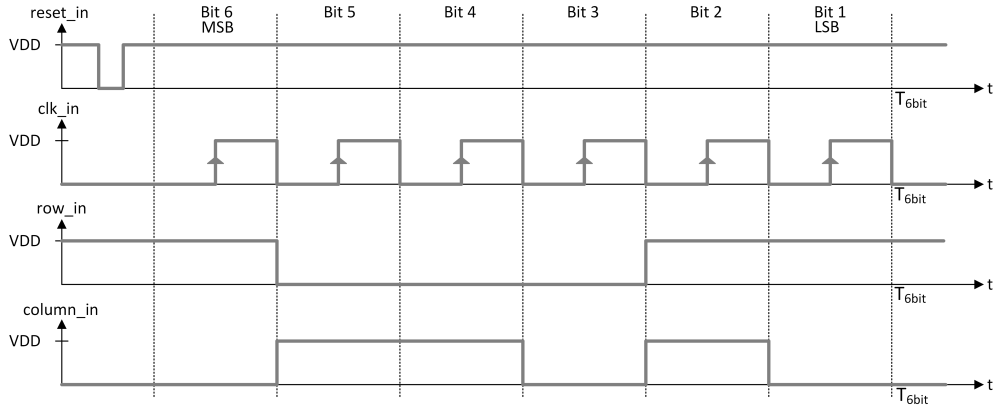 reset_in
Bit 6 Bit 5 Bit 4 Bit 3 Bit 2 Bit 1
MSB LSB
VDD
t
T6bit
clk_in
VDD
t
T6bit
row_in
VDD
t
T6bit
column_in
VDD
t
T6bit